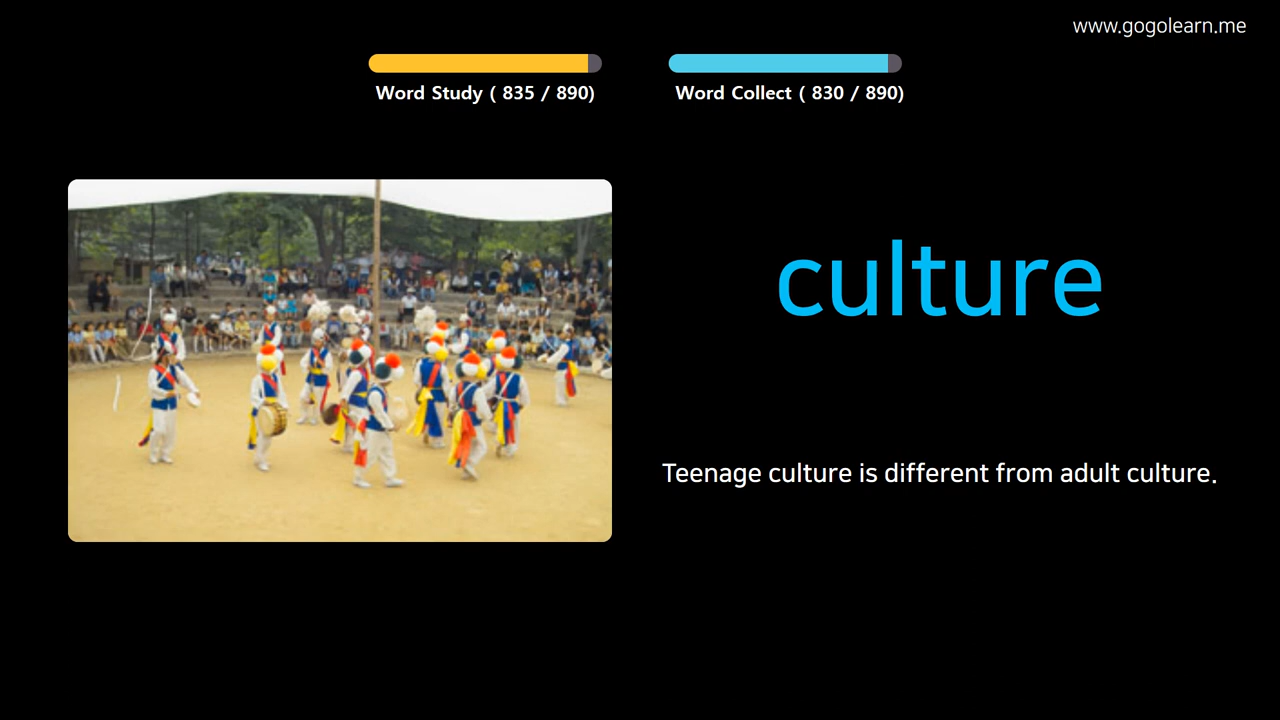 www.gogolearn.me
Word Study ( 835 / 890)
Word Collect ( 830 / 890)
culture
Teenage culture is different from adult culture.